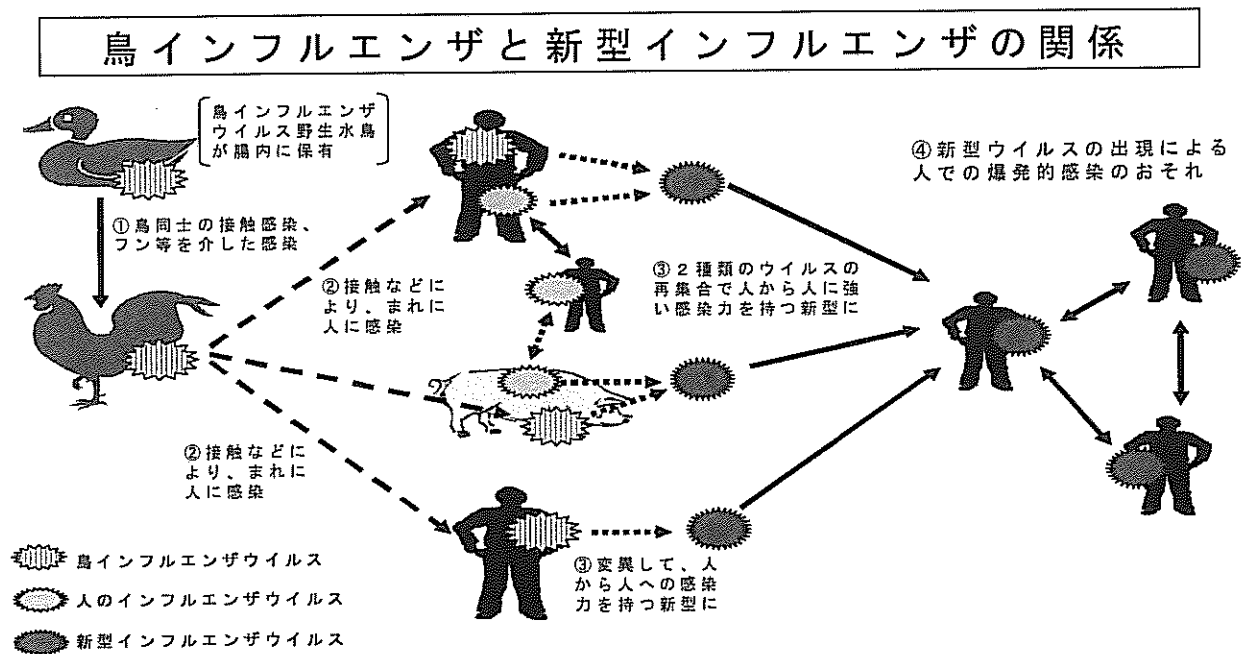 鳥インフルエンザと新型インフルエンザの関係
鳥インフルエンザ
ウイルス野生水鳥
が腸内に保有
①鳥同士の接触感染、
フン等を介した感染
②接触などに
より、まれに
人に感染
③2種類のウイルスの
再集合で人から人に強
い感染力を持つ新型に
④新型ウイルスの出現による
人での爆発的感染のおそれ
②接触などに
より、まれに
人に感染
③変異して、人
から人への感染
力を持つ新型に
鳥インフルエンザウイルス
人のインフルエンザウイルス
新型インフルエンザウイルス